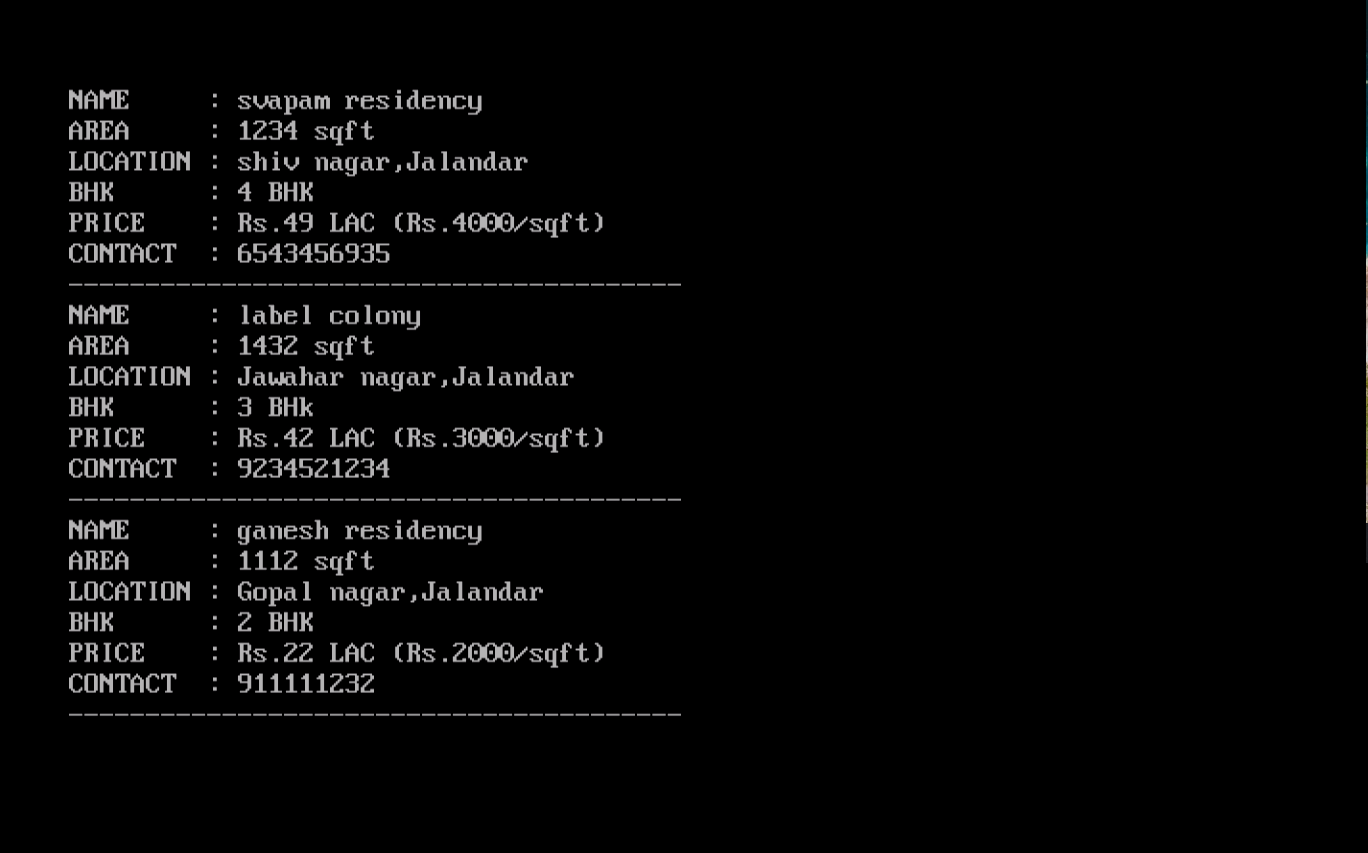 NAME : svapam residency
AREA : 1234 sqft
LOCATION : shiv nagar,Jalandar
BHK : 4 BHK
PRICE : Rs.49 LAC (Rs.4000/sqft)
CONTACT : 6543456935
----------------------------------------
NAME : label colony
AREA : 1432 sqft
LOCATION : Jawahar nagar,Jalandar
BHK : 3 BHk
PRICE : Rs.42 LAC (Rs.3000/sqft)
CONTACT : 9234521234
----------------------------------------
NAME : ganesh residency
AREA : 1112 sqft
LOCATION : Gopal nagar,Jalandar
BHK : 2 BHK
PRICE : Rs.22 LAC (Rs.2000/sqft)
CONTACT : 911111232
----------------------------------------